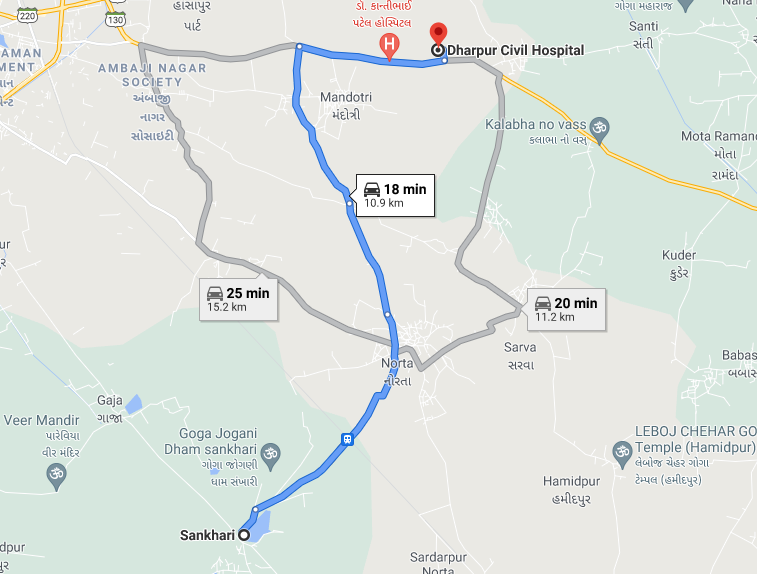 હાંસાપુર
પાર્ક
220
130
ડૉ. કાન્તીભાઈ
પટેલ હોસ્પિટલ
H
Dharpur Civil Hospital
ગોગા મહારાજ
Santi
સંતી
AMAN
EMENT
AMBAJI NAGAR
SOCIETY
અંબાજી
નાગર
સોસાઇટી
Mandotri
મંદોત્રી
Kalabha no vass
કલાભા નો વસ્
Mota Ramana
મોતા
રામંદા
18 min
10.9 km
Kuder
કુડેર
25 min
15.2 km
20 min
11.2 km
Sarva
સરવા
Norta
નોરતા
Babas
બબાસ
Gaja
ગાજા
Veer Mandir
પારેવિયા
વીર મંદિર
Goga Jogani
Dham sankhari
ગોગા જોગણી
ધામ સંખારી
LEBOJ CHEHAR GO
Temple (Hamidpur)
લેબોજ ચેહર ગોગા
ટેમ્પલ (હમીદપુર)
Hamidpur
હમીદપુર
Sankhari
dpur
દપુર
Sardarpur
Norta